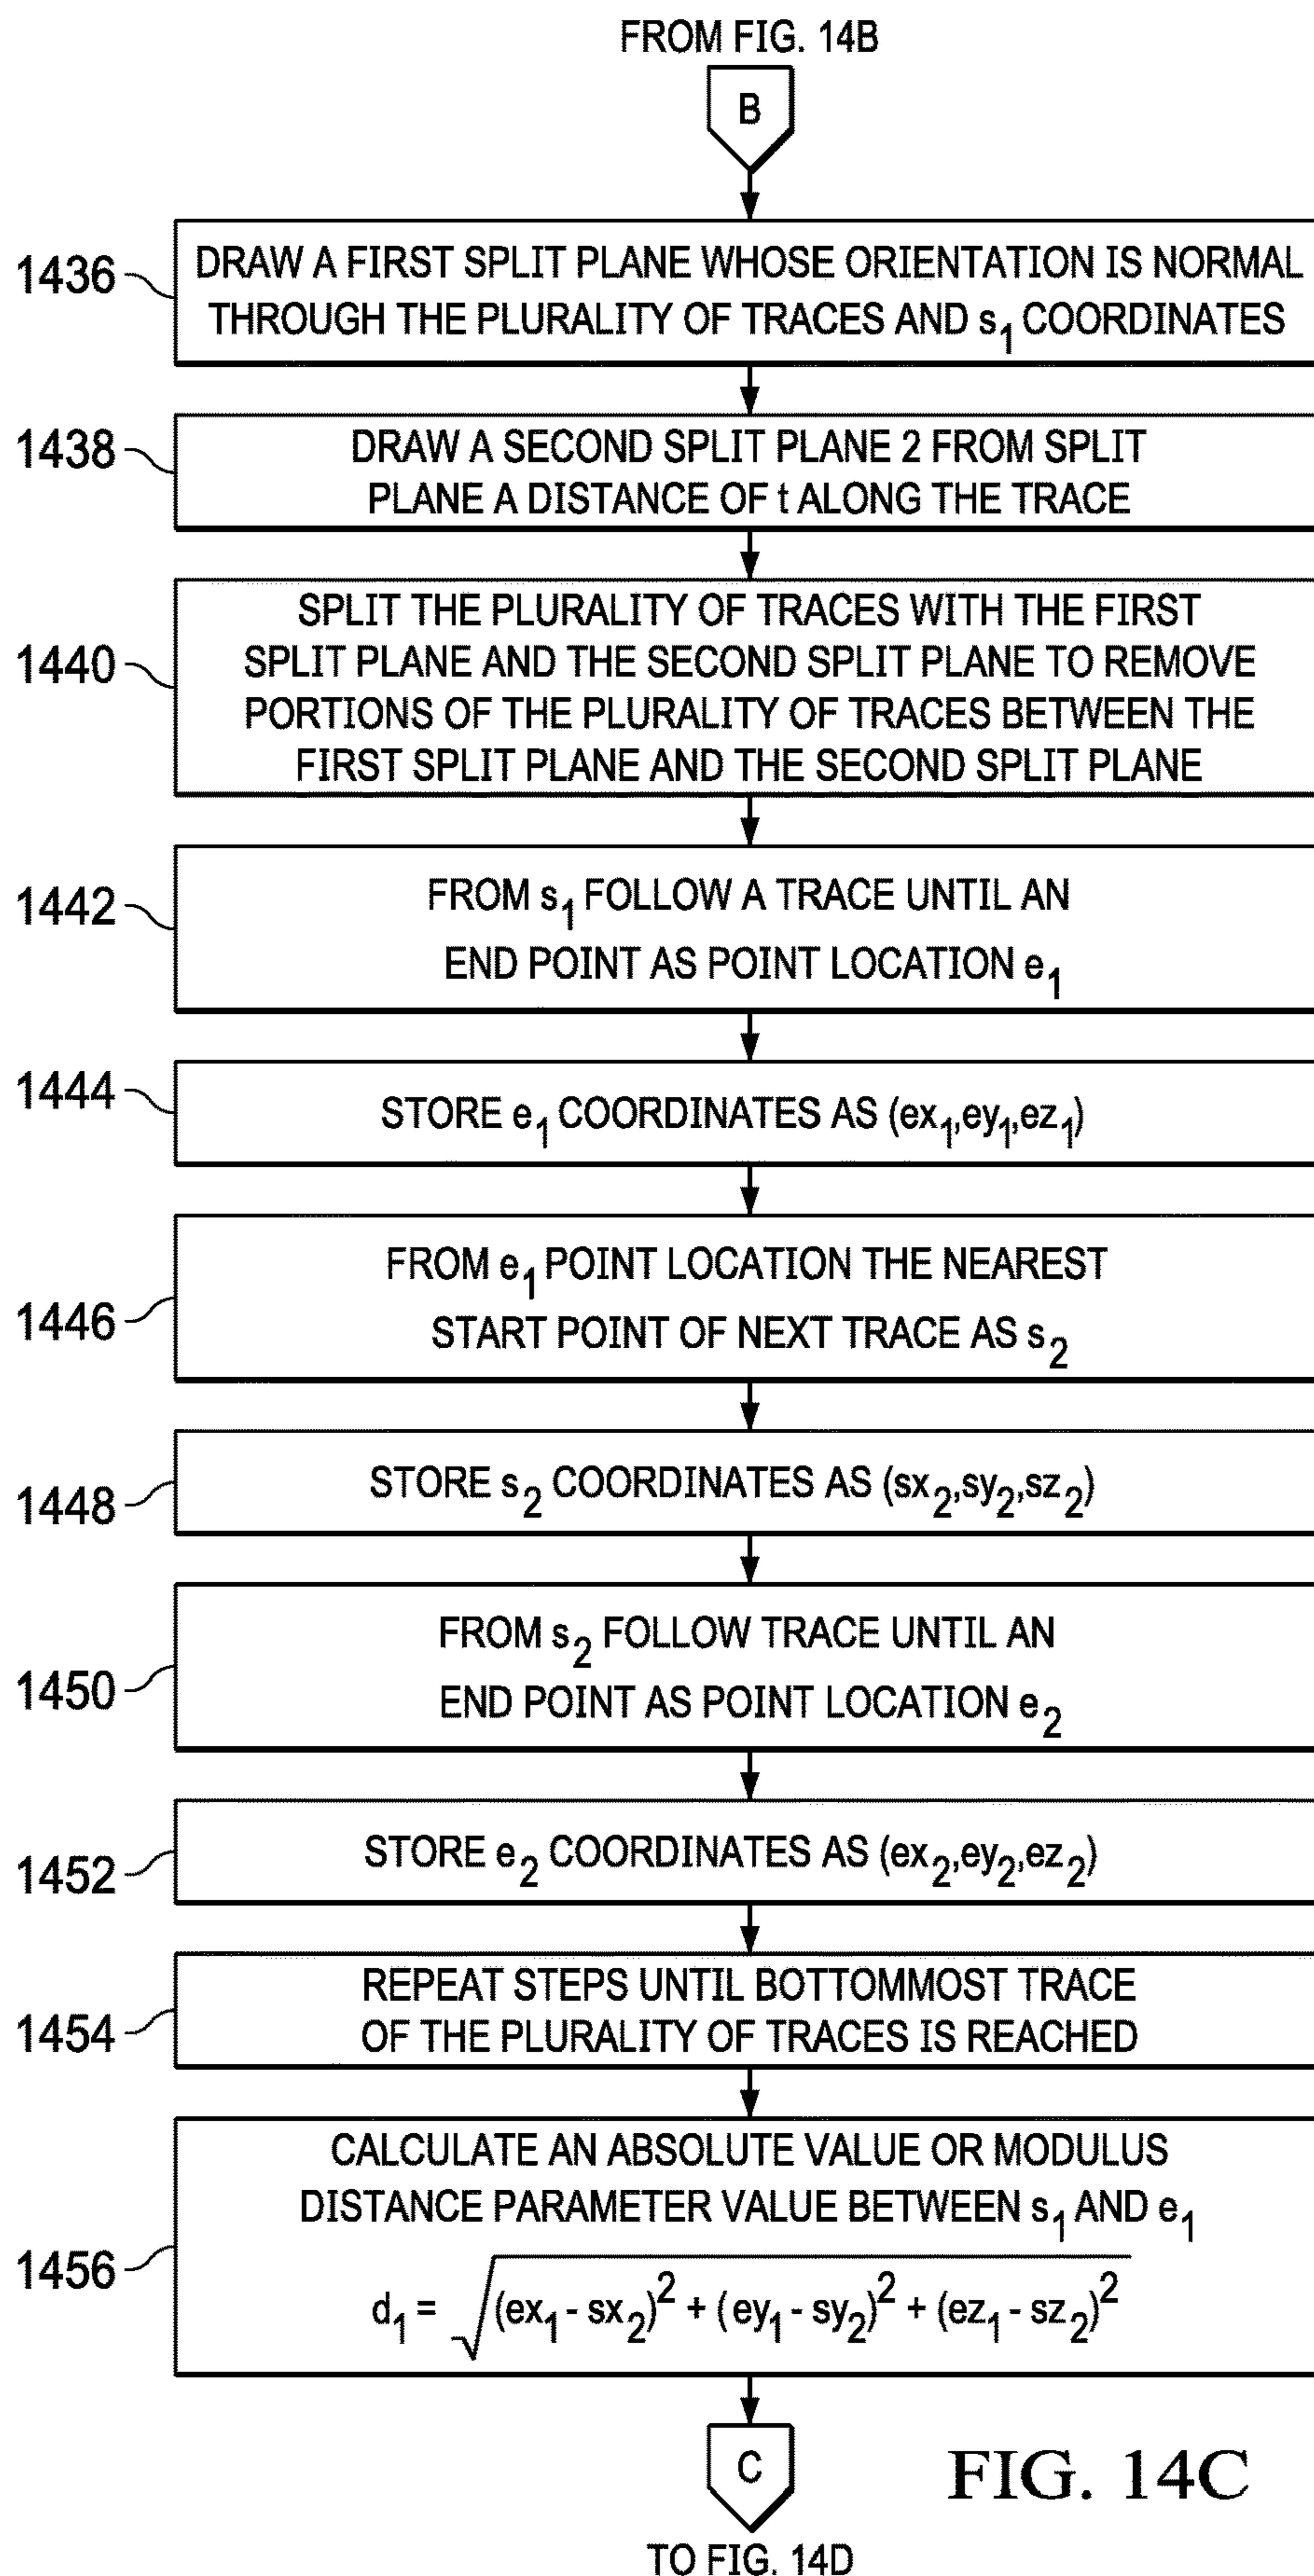 FROM FIG. 14B
B
1436
DRAW A FIRST SPLIT PLANE WHOSE ORIENTATION IS NORMAL
THROUGH THE PLURALITY OF TRACES AND s₁ COORDINATES
1438
DRAW A SECOND SPLIT PLANE 2 FROM SPLIT
PLANE A DISTANCE OF t ALONG THE TRACE
1440
SPLIT THE PLURALITY OF TRACES WITH THE FIRST
SPLIT PLANE AND THE SECOND SPLIT PLANE TO REMOVE
PORTIONS OF THE PLURALITY OF TRACES BETWEEN THE
FIRST SPLIT PLANE AND THE SECOND SPLIT PLANE
1442
FROM s₁ FOLLOW A TRACE UNTIL AN
END POINT AS POINT LOCATION e₁
1444
STORE e₁ COORDINATES AS (ex₁,ey₁,ez₁)
1446
FROM e₁ POINT LOCATION THE NEAREST
START POINT OF NEXT TRACE AS s₂
1448
STORE s₂ COORDINATES AS (sx₂,sy₂,sz₂)
1450
FROM s₂ FOLLOW TRACE UNTIL AN
END POINT AS POINT LOCATION e₂
1452
STORE e₂ COORDINATES AS (ex₂,ey₂,ez₂)
1454
REPEAT STEPS UNTIL BOTTOMMOST TRACE
OF THE PLURALITY OF TRACES IS REACHED
1456
CALCULATE AN ABSOLUTE VALUE OR MODULUS
DISTANCE PARAMETER VALUE BETWEEN s₁ AND e₁
d₁ = √(ex₁ - sx₂)² + (ey₁ - sy₂)² + (ez₁ - sz₂)²
C
FIG. 14C
TO FIG. 14D